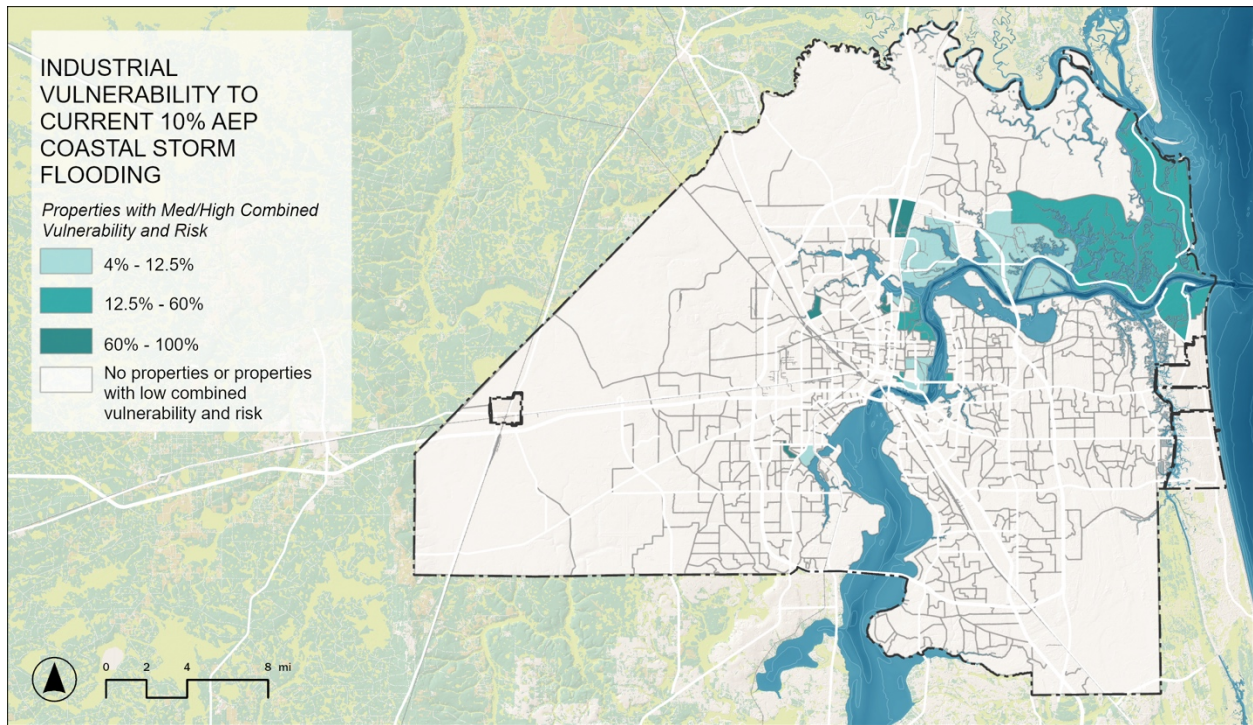 INDUSTRIAL
VULNERABILITY TO
CURRENT 10% AEP
COASTAL STORM
FLOODING
Properties with Med/High Combined
Vulnerability and Risk
4% - 12.5%
12.5% - 60%
60% - 100%
No properties or properties
with low combined
vulnerability and risk
0 2 4 8 mi